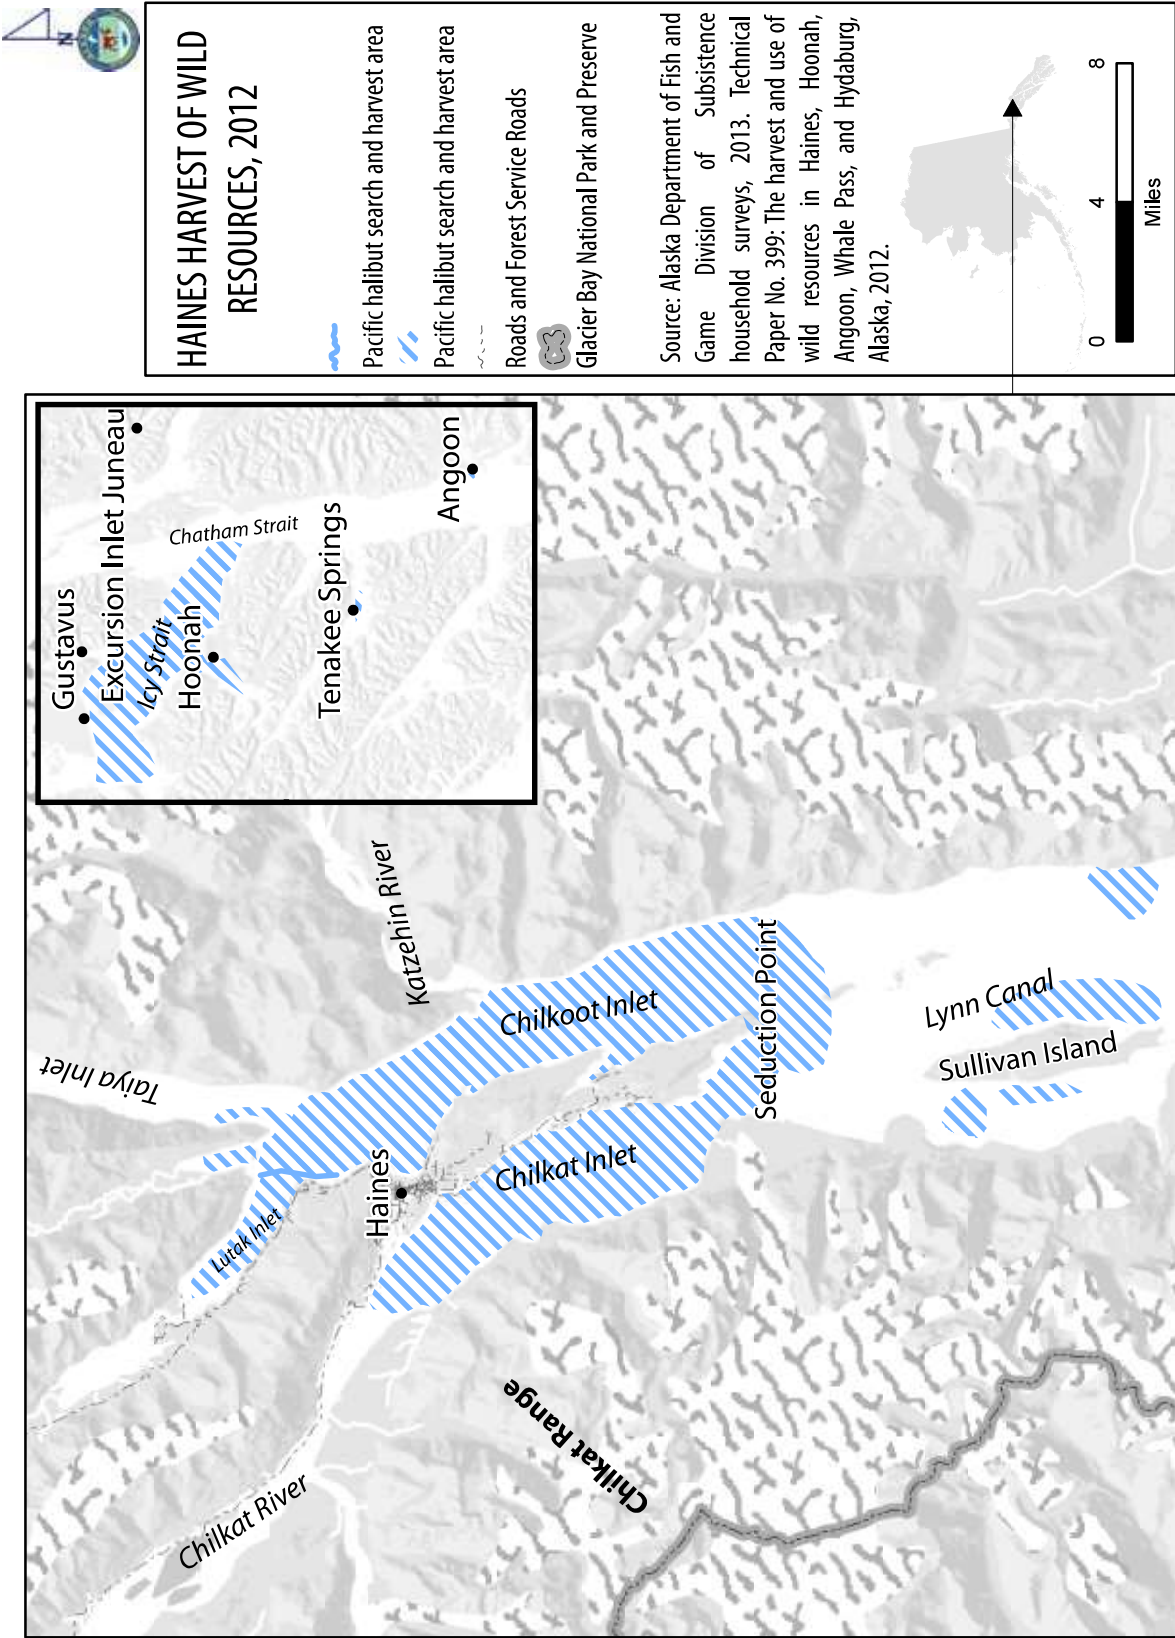 N
HAINES HARVEST OF WILD
RESOURCES, 2012
Pacific halibut search and harvest area
Pacific halibut search and harvest area
Roads and Forest Service Roads
Glacier Bay National Park and Preserve
Source: Alaska Department of Fish and
Game Division of Subsistence
household surveys, 2013. Technical
Paper No. 399: The harvest and use of
wild resources in Haines, Hoonah,
Angoon, Whale Pass, and Hydaburg,
Alaska, 2012.
0 4 8
Miles
Gustavus
Excursion Inlet
Juneau
Icy Strait
Hoonah
Chatham Strait
Tenakee Springs
Angoon
Taiya Inlet
Katzehin River
Lutak Inlet
Haines
Chilkoot Inlet
Chilkat Inlet
Chilkat River
Chilkat Range
Seduction Point
Lynn Canal
Sullivan Island